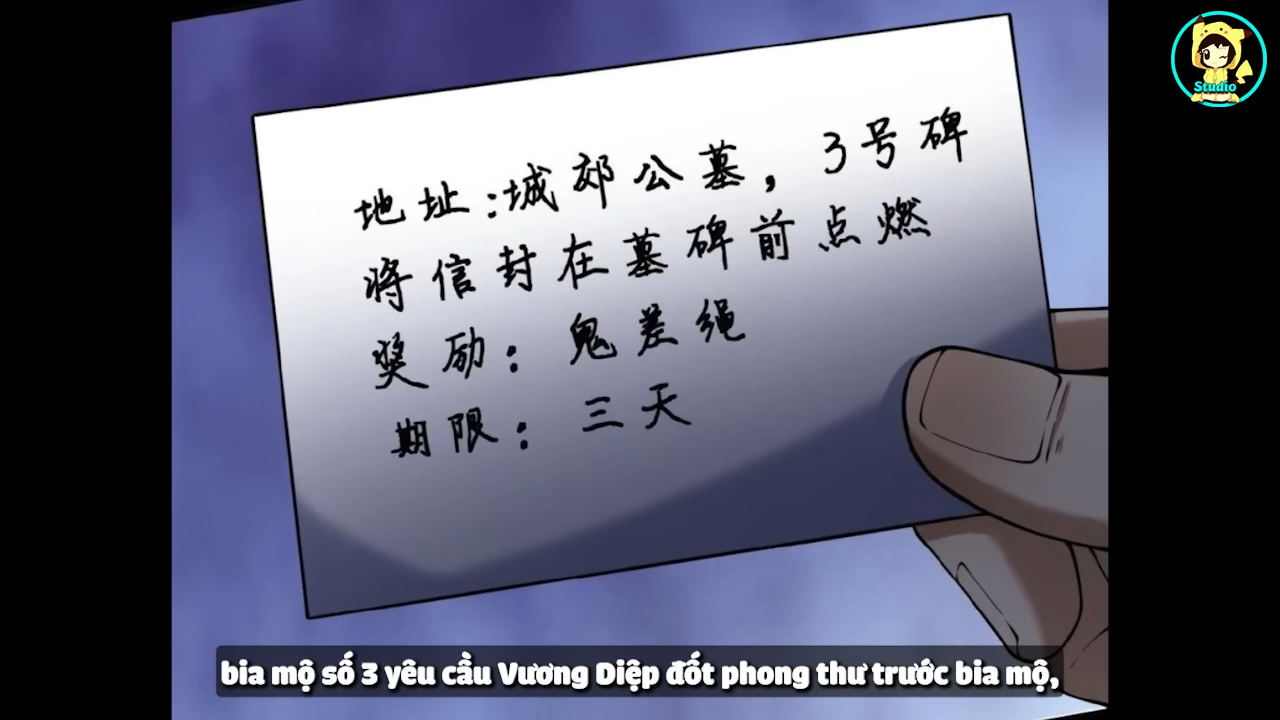 Studio
地址:城郊公墓，3号碑
将信封在墓碑前点燃
奖励：鬼差绳
期限：三天
bia mộ số 3 yêu cầu Vương Diệp đốt phong thư trước bia mộ,